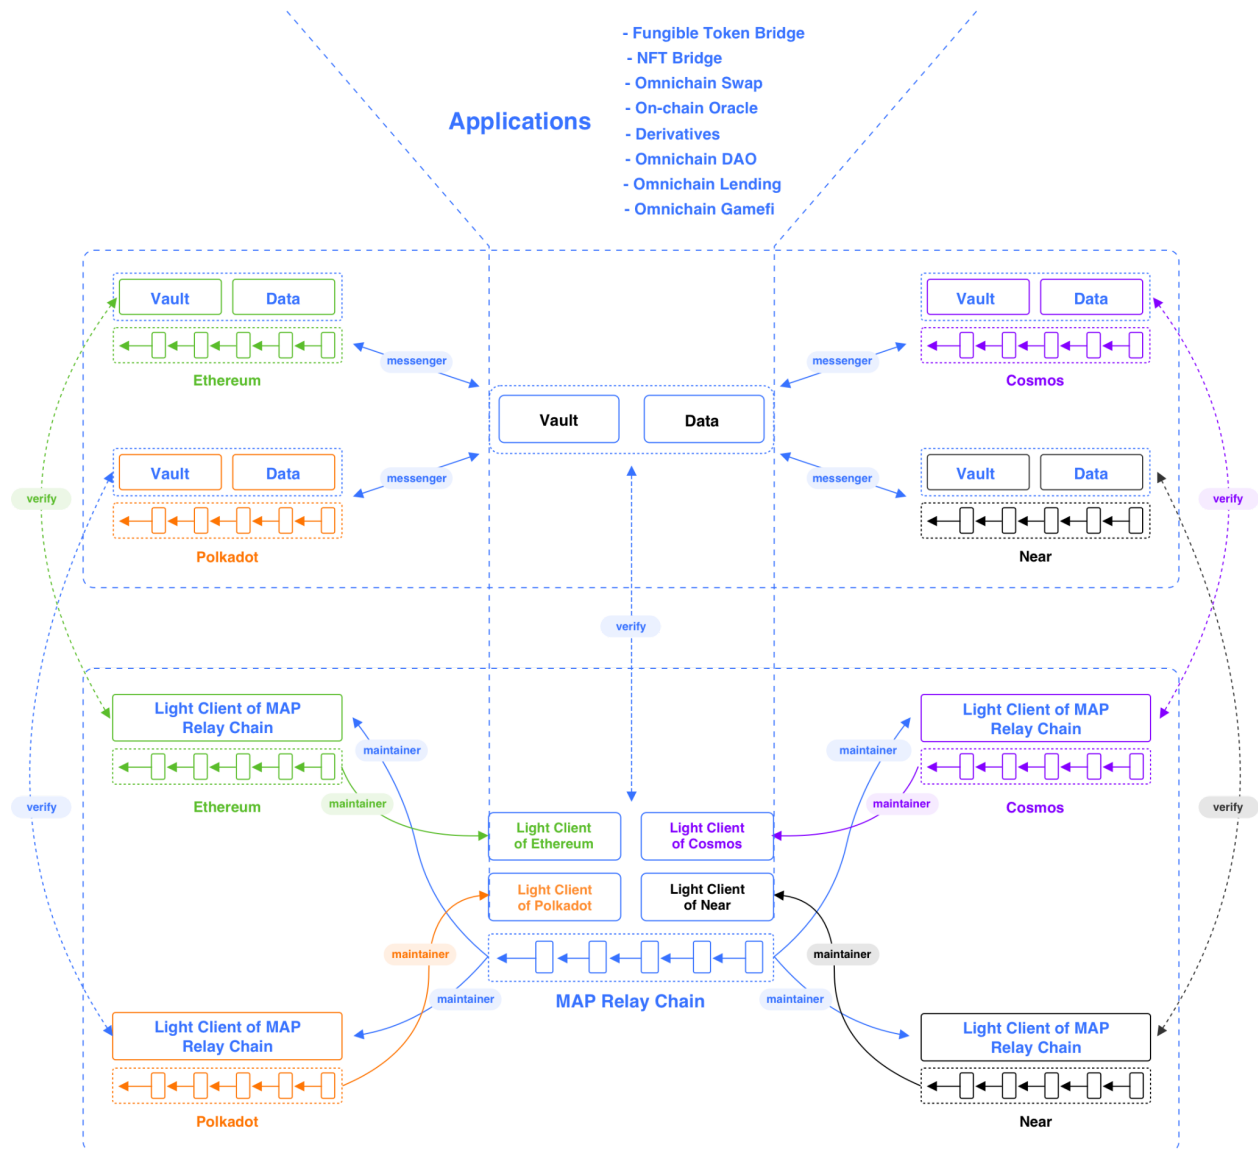 - Fungible Token Bridge
- NFT Bridge
- Omnichain Swap
- On-chain Oracle
Applications
- Derivatives
- Omnichain DAO
- Omnichain Lending
- Omnichain Gamefi
Vault
Data
Vault
Data
messenger
messenger
Ethereum
Cosmos
Vault
Data
Vault
Data
Vault
Data
messenger
messenger
verify
verify
Polkadot
Near
verify
Light Client of MAP
Relay Chain
Light Client of MAP
Relay Chain
maintainer
maintainer
Ethereum
maintainer
maintainer
Cosmos
verify
verify
Light Client
of Ethereum
Light Client
of Cosmos
Light Client
of Polkadot
Light Client
of Near
maintainer
maintainer
maintainer
MAP Relay Chain
maintainer
Light Client of MAP
Relay Chain
Light Client of MAP
Relay Chain
Polkadot
Near